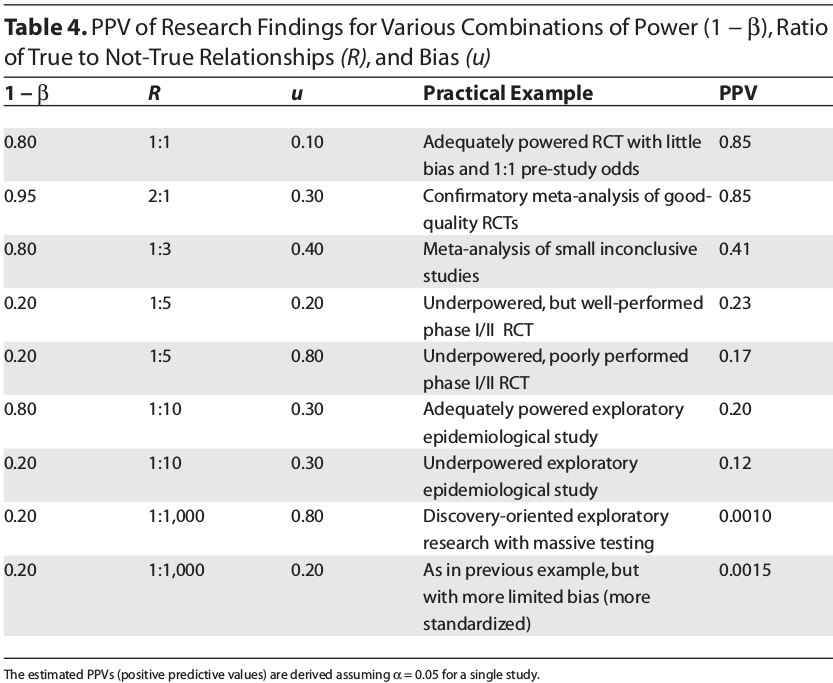 Table 4. PPV of Research Findings for Various Combinations of Power (1 − β), Ratio
of True to Not-True Relationships (R), and Bias (u)
1 − β R u Practical Example PPV
0.80 1:1 0.10 Adequately powered RCT with little 0.85
bias and 1:1 pre-study odds
0.95 2:1 0.30 Confirmatory meta-analysis of good- 0.85
quality RCTs
0.80 1:3 0.40 Meta-analysis of small inconclusive 0.41
studies
0.20 1:5 0.20 Underpowered, but well-performed 0.23
phase I/II RCT
0.20 1:5 0.80 Underpowered, poorly performed 0.17
phase I/II RCT
0.80 1:10 0.30 Adequately powered exploratory 0.20
epidemiological study
0.20 1:10 0.30 Underpowered exploratory 0.12
epidemiological study
0.20 1:1,000 0.80 Discovery-oriented exploratory 0.0010
research with massive testing
0.20 1:1,000 0.20 As in previous example, but 0.0015
with more limited bias (more
standardized)
The estimated PPVs (positive predictive values) are derived assuming α = 0.05 for a single study.